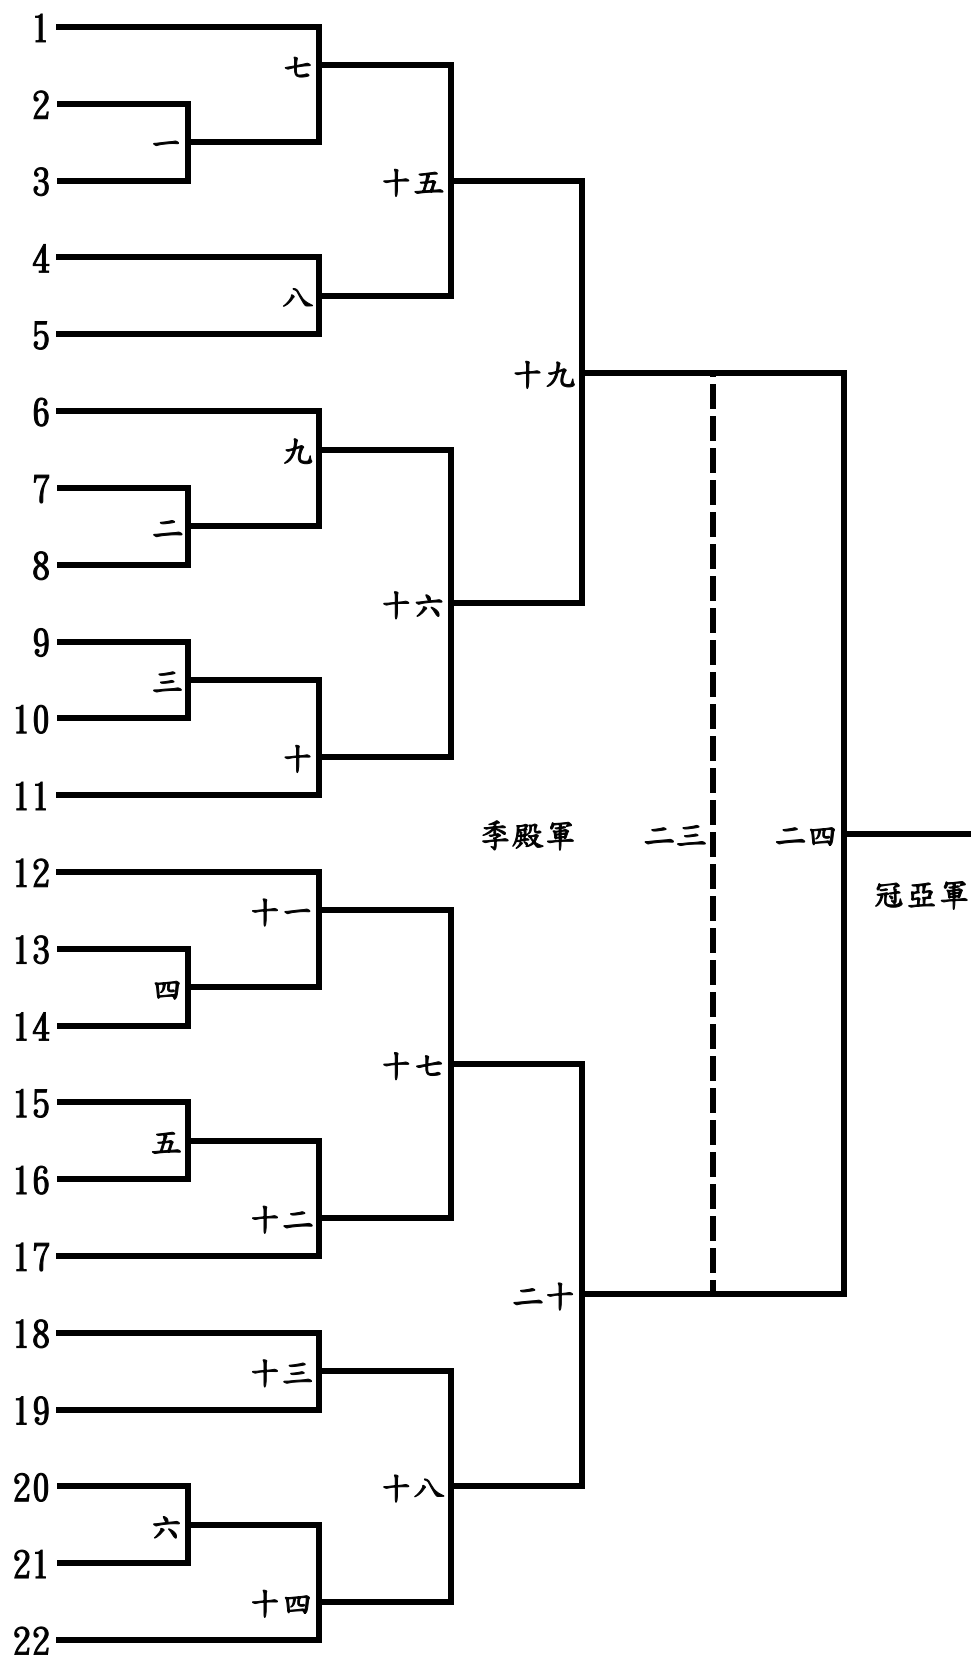 1
七
2
一
3
十五
4
八
5
十九
6
九
7
二
8
十六
9
三
10
十
11
季殿軍
二三
二四
12
冠亞軍
十一
13
四
14
十七
15
五
16
十二
17
二十
18
十三
19
十八
20
六
21
十四
22